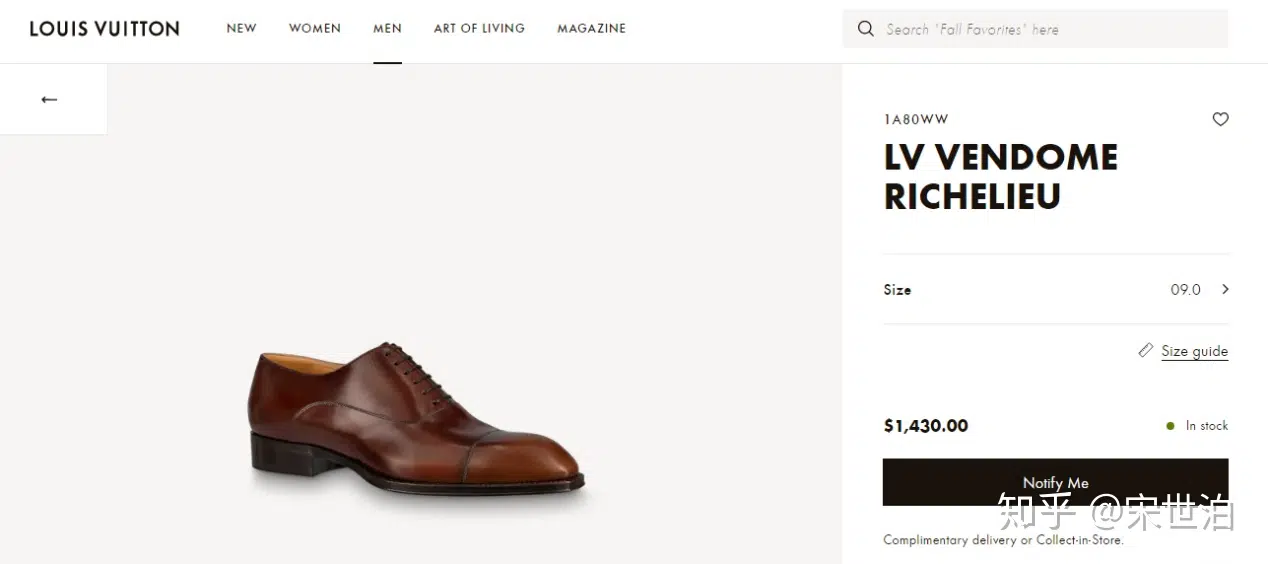 LOUIS VUITTON NEW WOMEN MEN ART OF LIVING MAGAZINE Search "Fall Favorites" here
1A80WW
LV VENDOME
RICHELIEU
Size 09.0
Size guide
$1,430.00 In stock
Notify Me
知乎 @宋世泊
Complimentary delivery or Collect-in-Store.